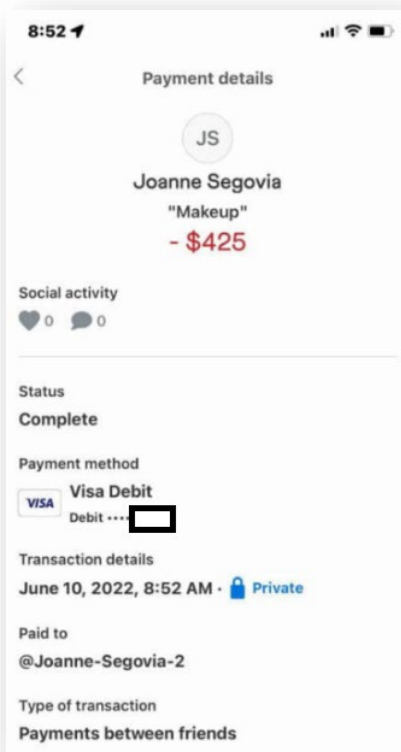 8:52
Payment details
JS
Joanne Segovia
"Makeup"
- $425
Social activity
0 0
Status
Complete
Payment method
VISA
Visa Debit
Debit ····
Transaction details
June 10, 2022, 8:52 AM · Private
Paid to
@Joanne-Segovia-2
Type of transaction
Payments between friends